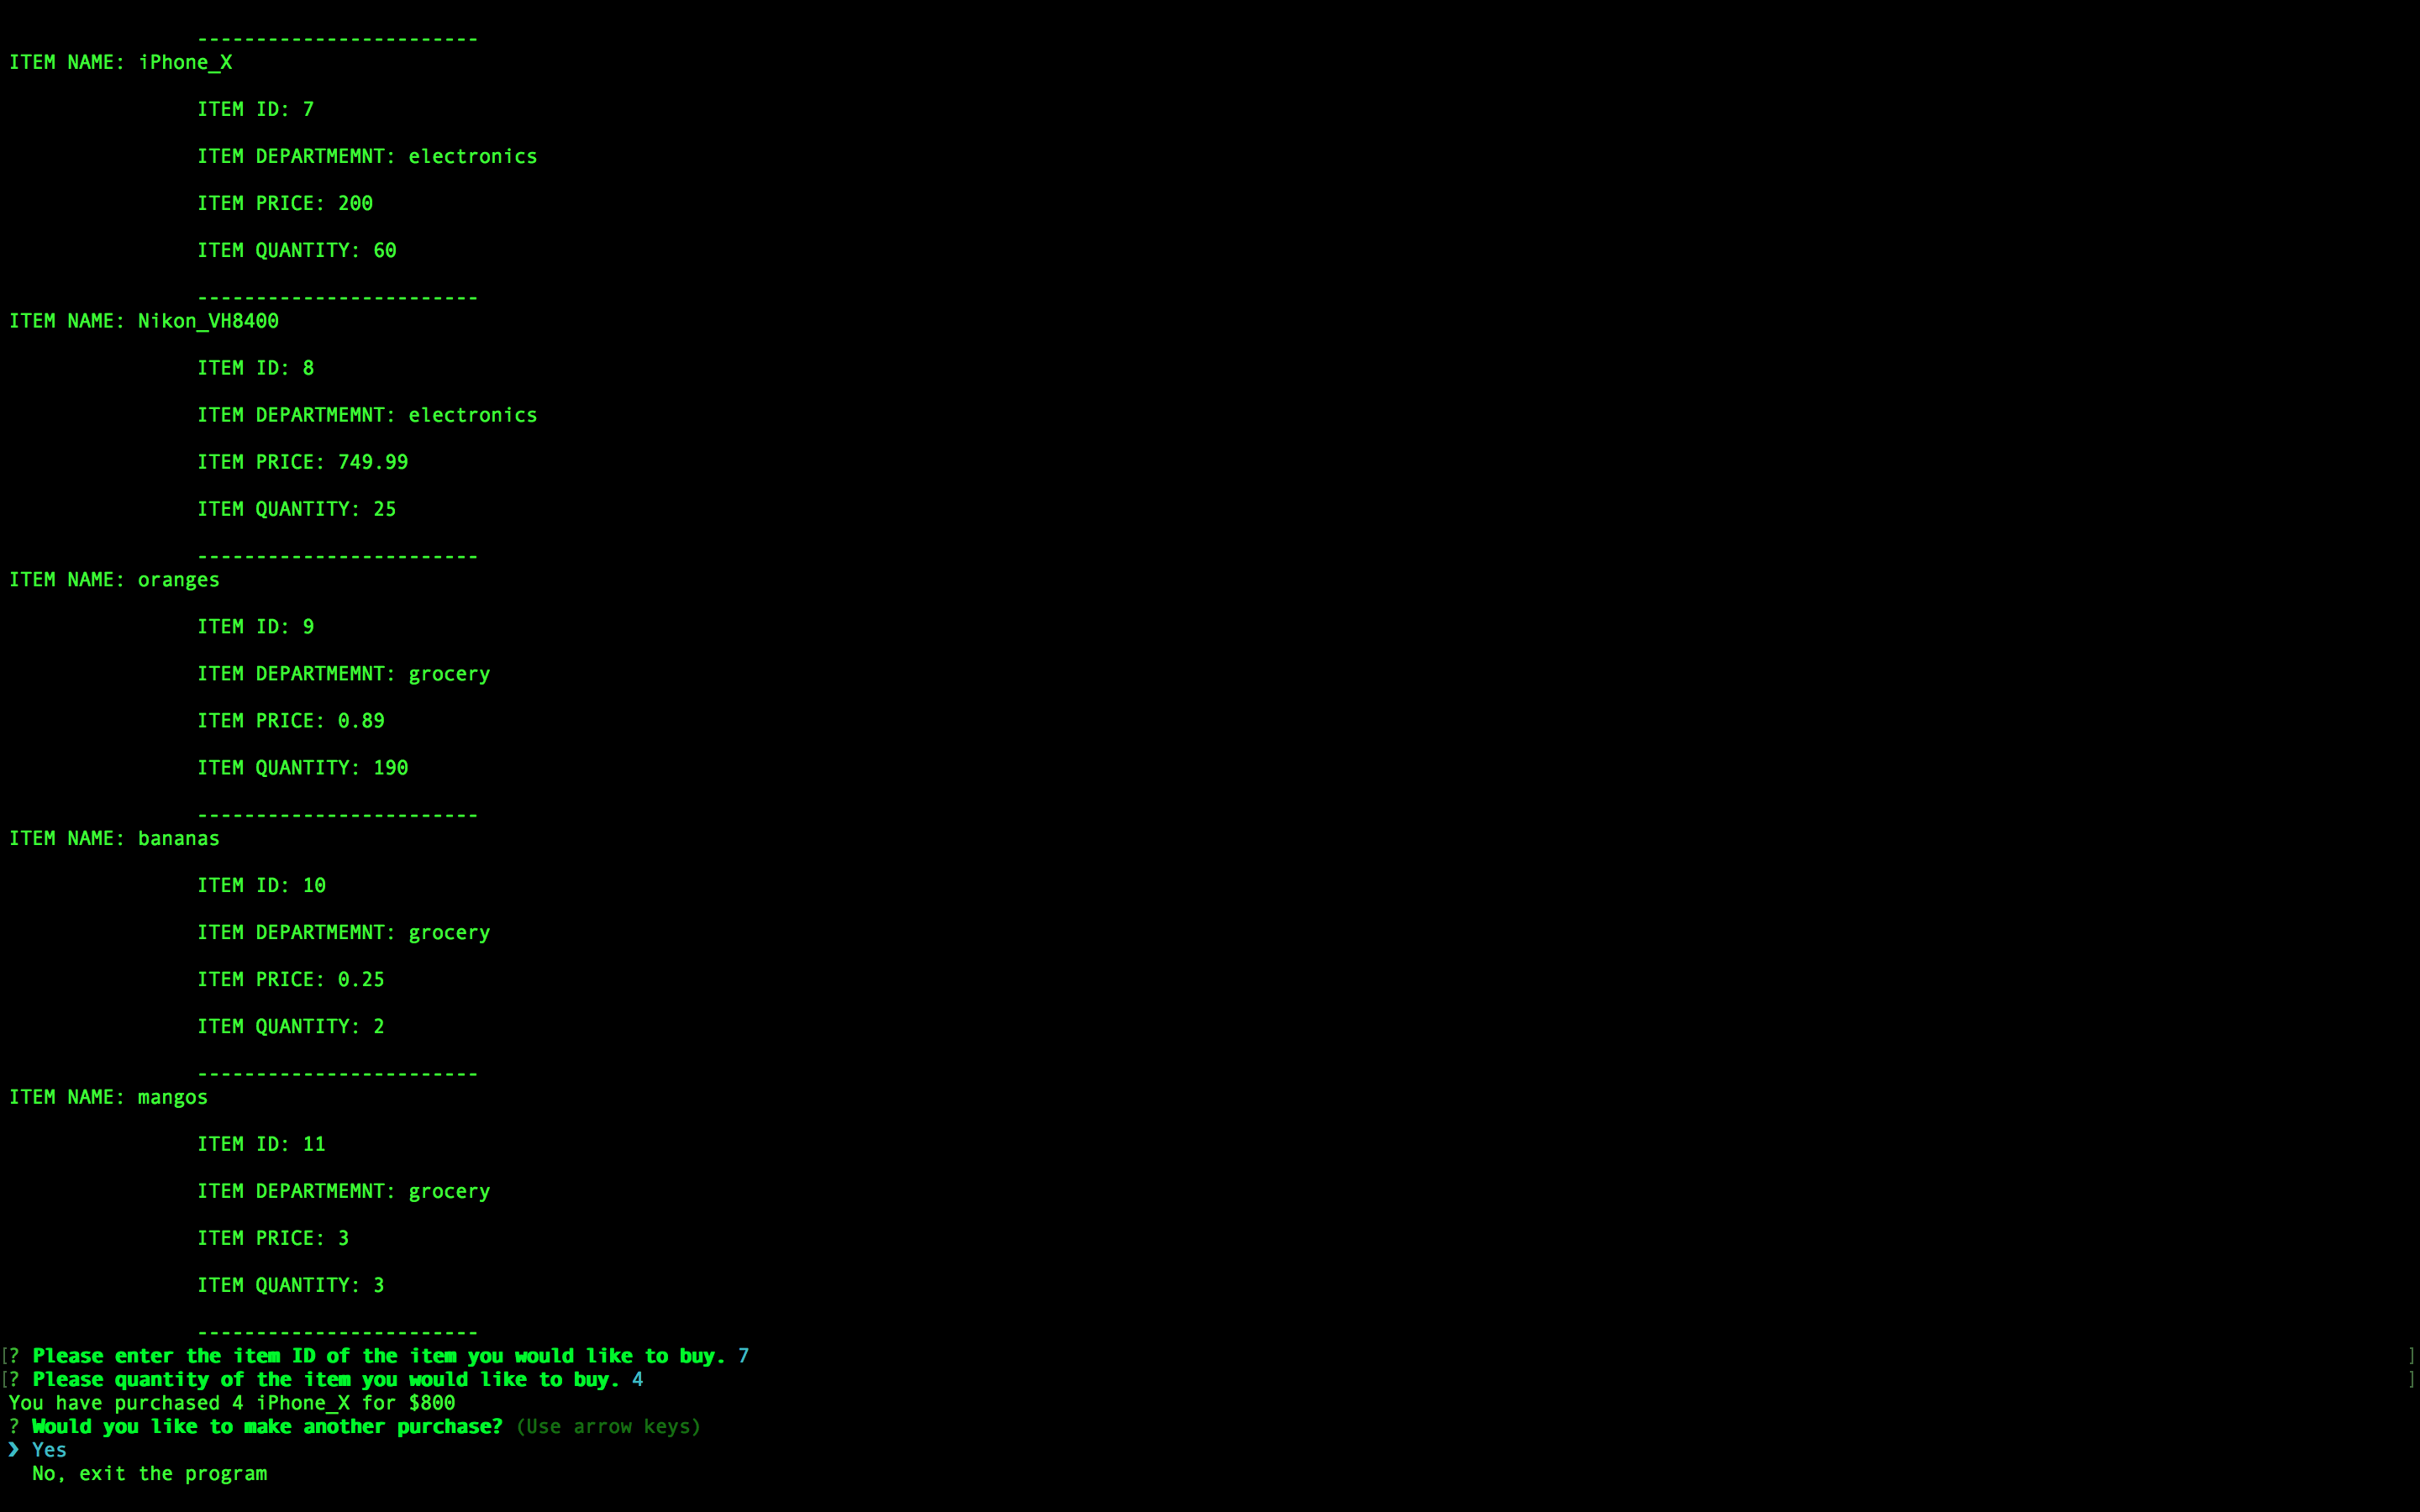 ------------------------
ITEM NAME: iPhone_X
ITEM ID: 7
ITEM DEPARTMEMNT: electronics
ITEM PRICE: 200
ITEM QUANTITY: 60
------------------------
ITEM NAME: Nikon_VH8400
ITEM ID: 8
ITEM DEPARTMEMNT: electronics
ITEM PRICE: 749.99
ITEM QUANTITY: 25
------------------------
ITEM NAME: oranges
ITEM ID: 9
ITEM DEPARTMEMNT: grocery
ITEM PRICE: 0.89
ITEM QUANTITY: 190
------------------------
ITEM NAME: bananas
ITEM ID: 10
ITEM DEPARTMEMNT: grocery
ITEM PRICE: 0.25
ITEM QUANTITY: 2
------------------------
ITEM NAME: mangos
ITEM ID: 11
ITEM DEPARTMEMNT: grocery
ITEM PRICE: 3
ITEM QUANTITY: 3
------------------------
[? Please enter the item ID of the item you would like to buy. 7 ]
[? Please quantity of the item you would like to buy. 4 ]
You have purchased 4 iPhone_X for $800
? Would you like to make another purchase? (Use arrow keys)
❯ Yes
No, exit the program